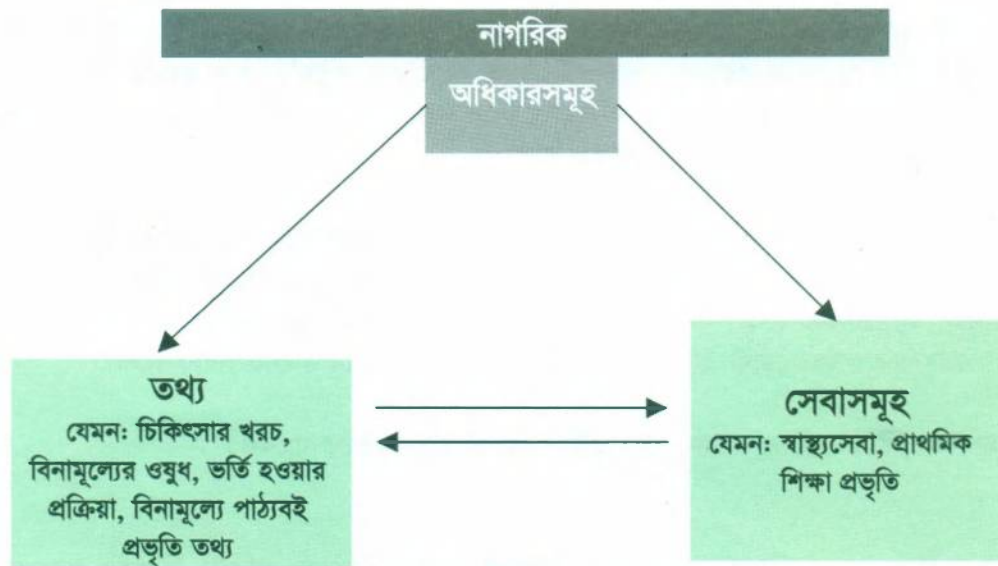 নাগরিক
অধিকারসমূহ
তথ্য
যেমনঃ চিকিৎসার খরচ,
বিনামূল্যের ওষুধ, ভর্তি হওয়ার
প্রক্রিয়া, বিনামূল্যে পাঠ্যবই
প্রভৃতি তথ্য
সেবাসমূহ
যেমনঃ স্বাস্থ্যসেবা, প্রাথমিক
শিক্ষা প্রভৃতি